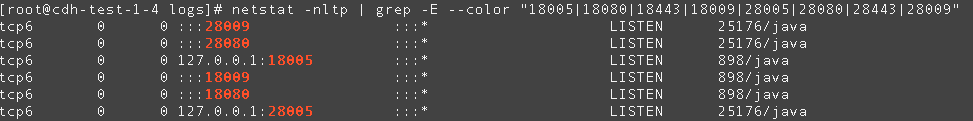 [root@cdh-test-1-4 logs]# netstat -nltp | grep -E --color "18005|18080|18443|18009|28005|28080|28443|28009"
tcp6 0 0 :::28009 :::* LISTEN 25176/java
tcp6 0 0 :::28080 :::* LISTEN 25176/java
tcp6 0 0 127.0.0.1:18005 :::* LISTEN 898/java
tcp6 0 0 :::18009 :::* LISTEN 898/java
tcp6 0 0 :::18080 :::* LISTEN 898/java
tcp6 0 0 127.0.0.1:28005 :::* LISTEN 25176/java